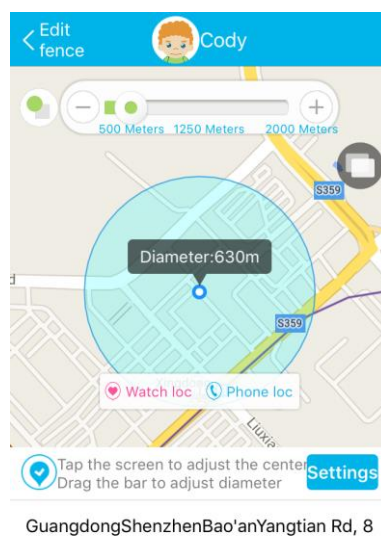 Edit
fence
Cody
500 Meters 1250 Meters 2000 Meters
S359
Diameter:630m
S359
Watch loc Phone loc
Tap the screen to adjust the center
Drag the bar to adjust diameter
Settings
GuangdongShenzhenBao'anYangtian Rd, 8